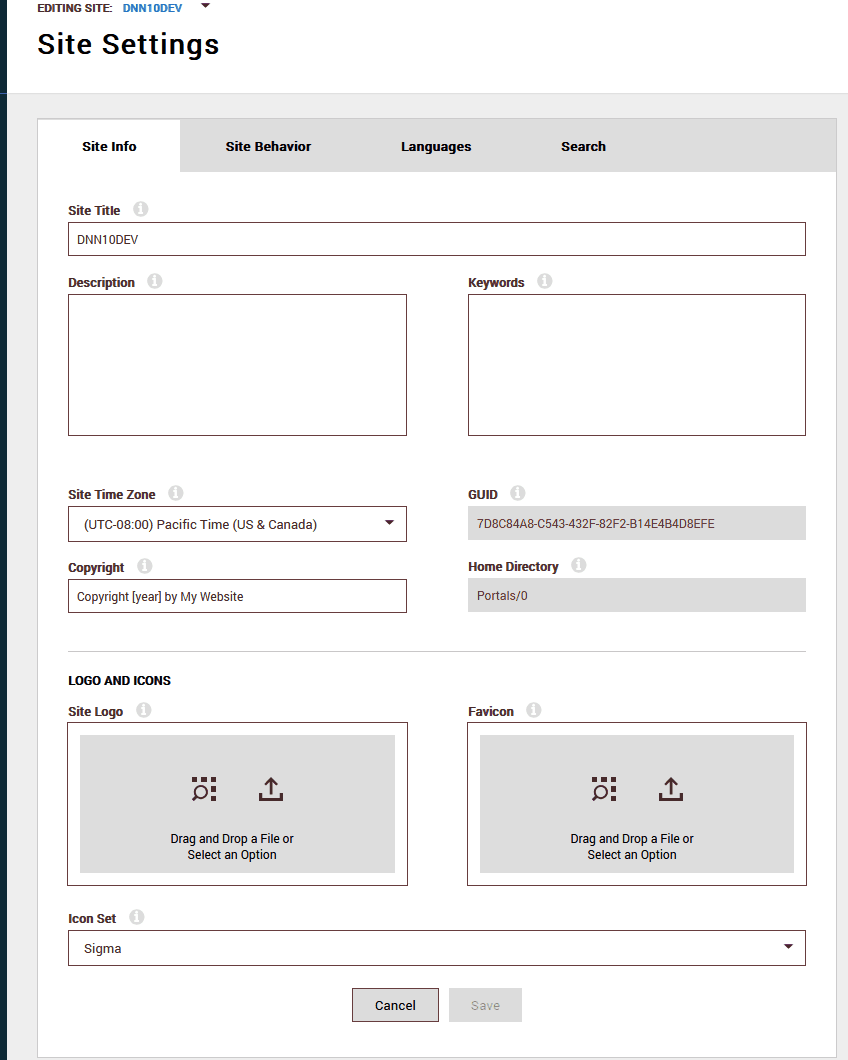 EDITING SITE: DNN10DEV
Site Settings
Site Info Site Behavior Languages Search
Site Title
DNN10DEV
Description Keywords
Site Time Zone GUID
(UTC-08:00) Pacific Time (US & Canada) 7D8C84A8-C543-432F-82F2-B14E4B4D8EFE
Copyright Home Directory
Copyright [year] by My Website Portals/0
LOGO AND ICONS
Site Logo Favicon
Drag and Drop a File or Drag and Drop a File or
Select an Option Select an Option
Icon Set
Sigma
Cancel Save